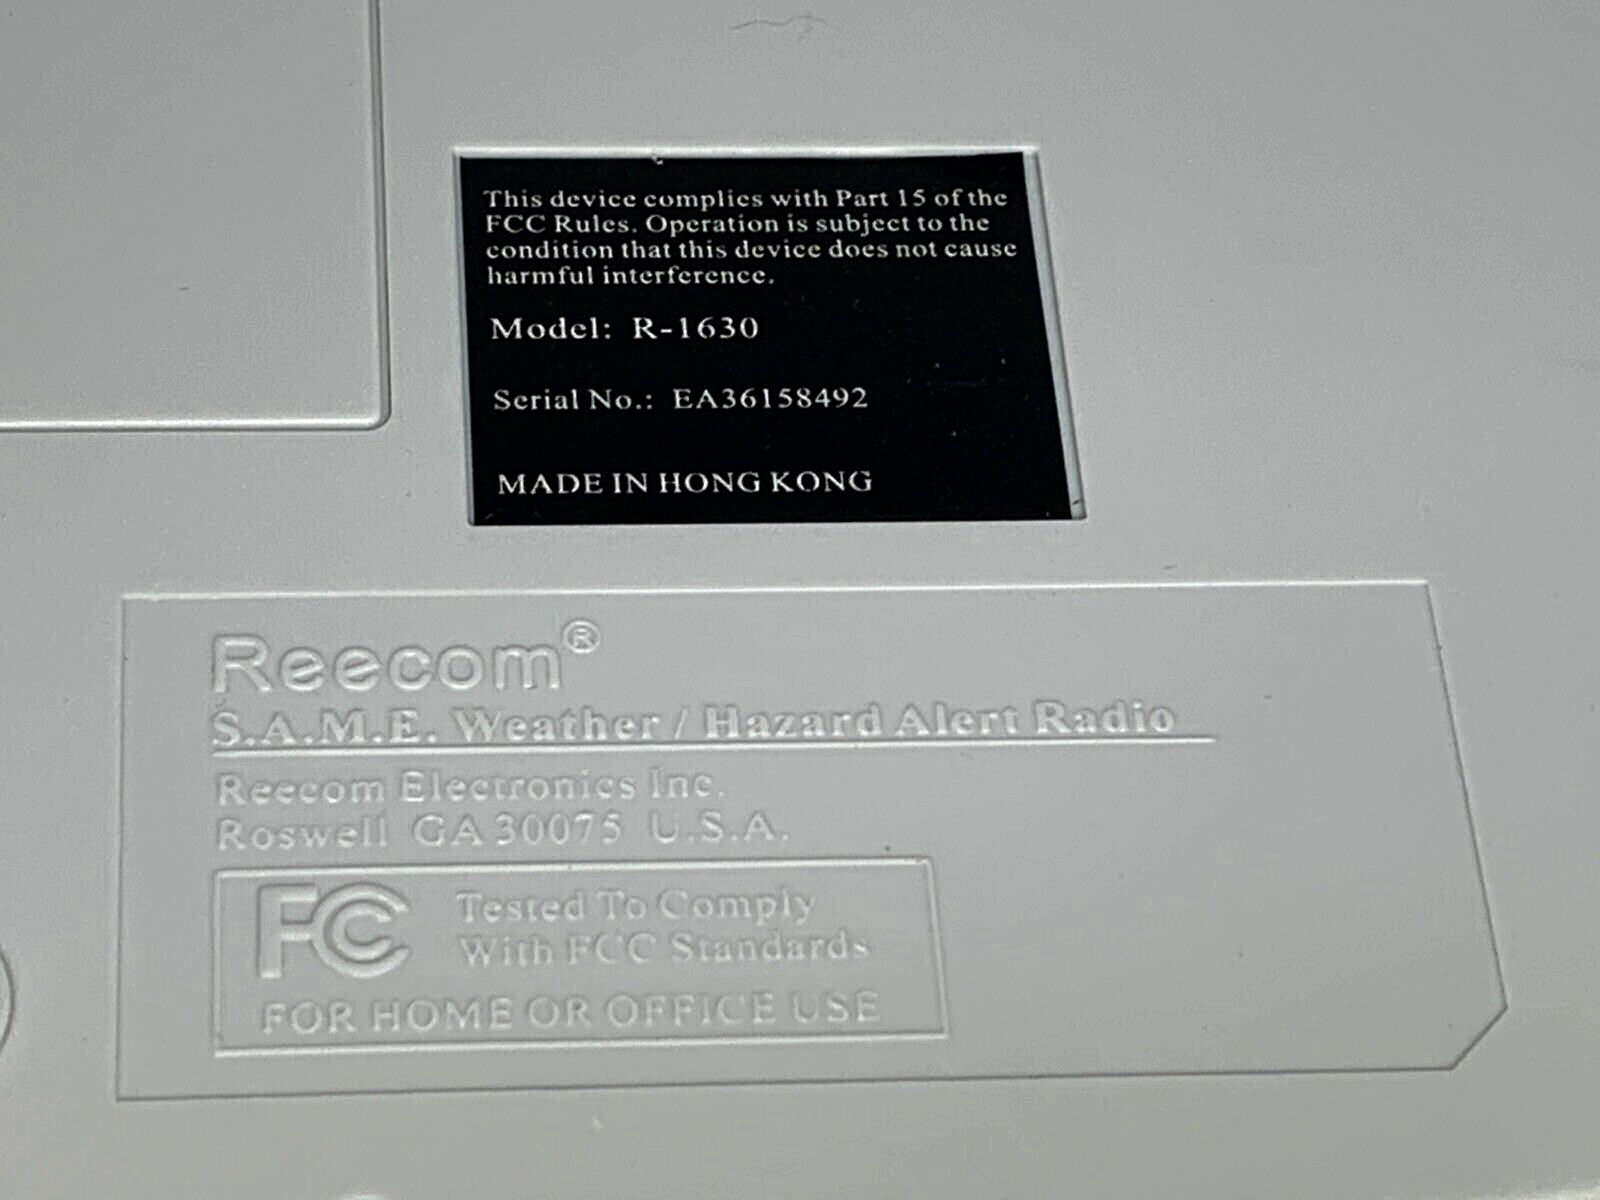 This device complies with Part 15 of the
FCC Rules. Operation is subject to the
condition that this device does not cause
harmful interference.
Model: R-1630
Serial No.: EA36158492
MADE IN HONG KONG
Reecom®
S.A.M.E. Weather / Hazard Alert Radio
Reecom Electronics Inc.
Roswell GA 30075 U.S.A.
FC Tested To Comply
With FCC Standards
FOR HOME OR OFFICE USE